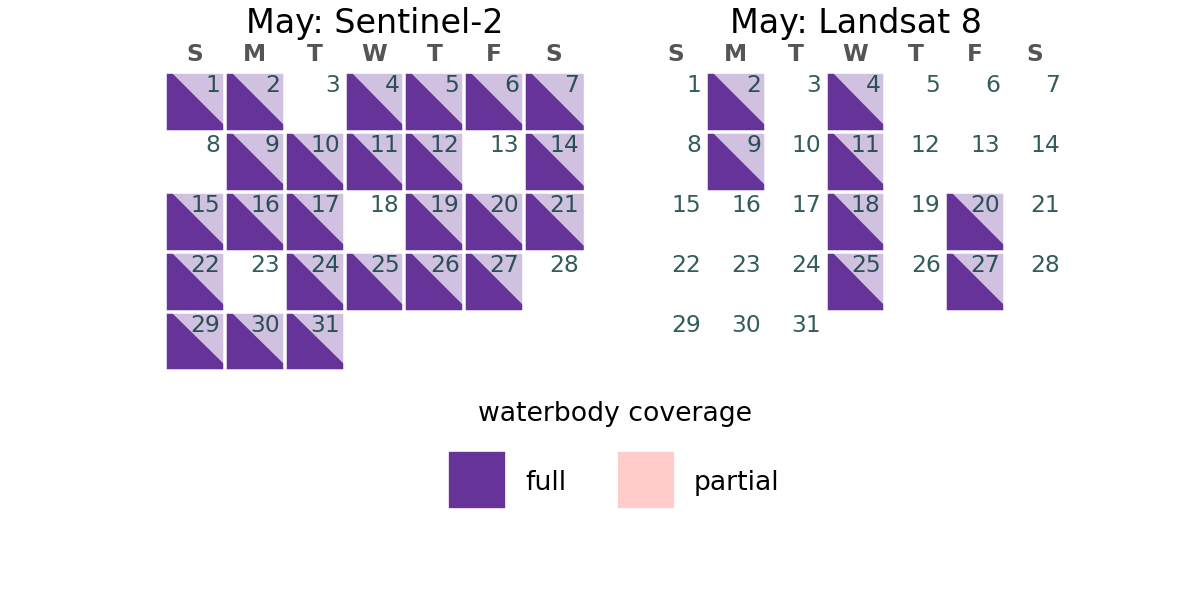 May: Sentinel-2
S M T W T F S
1 2 3 4 5 6 7
8 9 10 11 12 13 14
15 16 17 18 19 20 21
22 23 24 25 26 27 28
29 30 31
May: Landsat 8
S M T W T F S
1 2 3 4 5 6 7
8 9 10 11 12 13 14
15 16 17 18 19 20 21
22 23 24 25 26 27 28
29 30 31
waterbody coverage
full partial